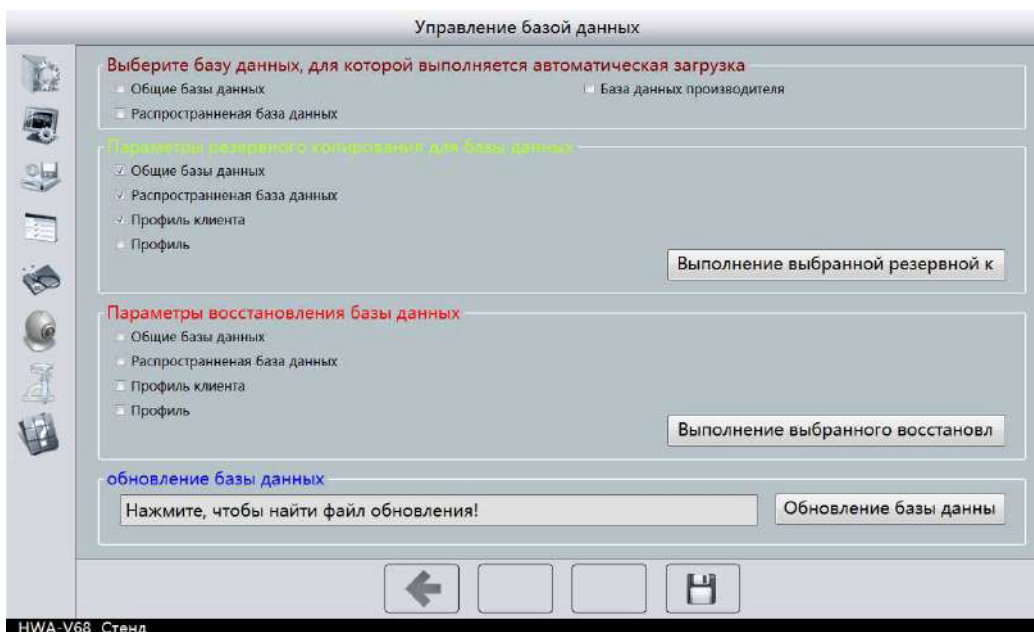 Управление базой данных
Выберите базу данных, для которой выполняется автоматическая загрузка
Общие базы данных
База данных производителя
Распространненая база данных
Параметры резервного копирования для базы данных
Общие базы данных
Распространненая база данных
Профиль клиента
Профиль
Выполнение выбранной резервной к
Параметры восстановления базы данных
Общие базы данных
Распространненая база данных
Профиль клиента
Профиль
Выполнение выбранного восстановл
обновление базы данных
Нажмите, чтобы найти файл обновления!
Обновление базы данны
HWA-V68 Стенд